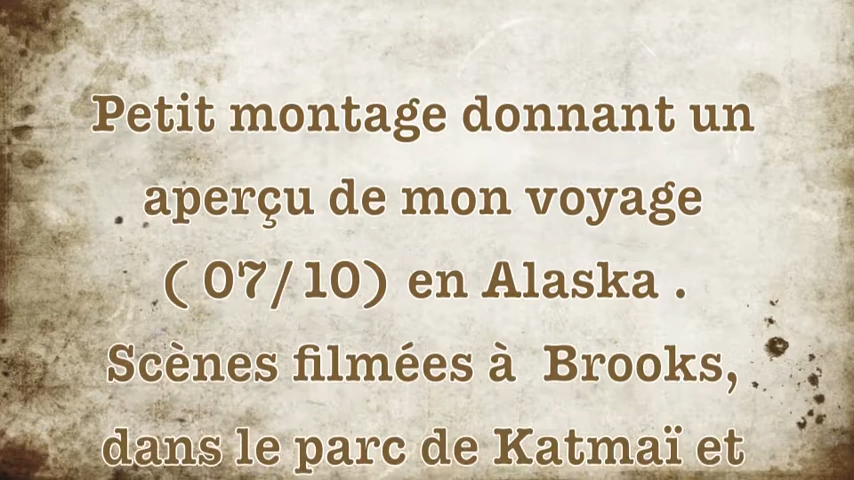 Petit montage donnant un
aperçu de mon voyage
( 07/10) en Alaska .
Scènes filmées à Brooks,
dans le parc de Katmaï et